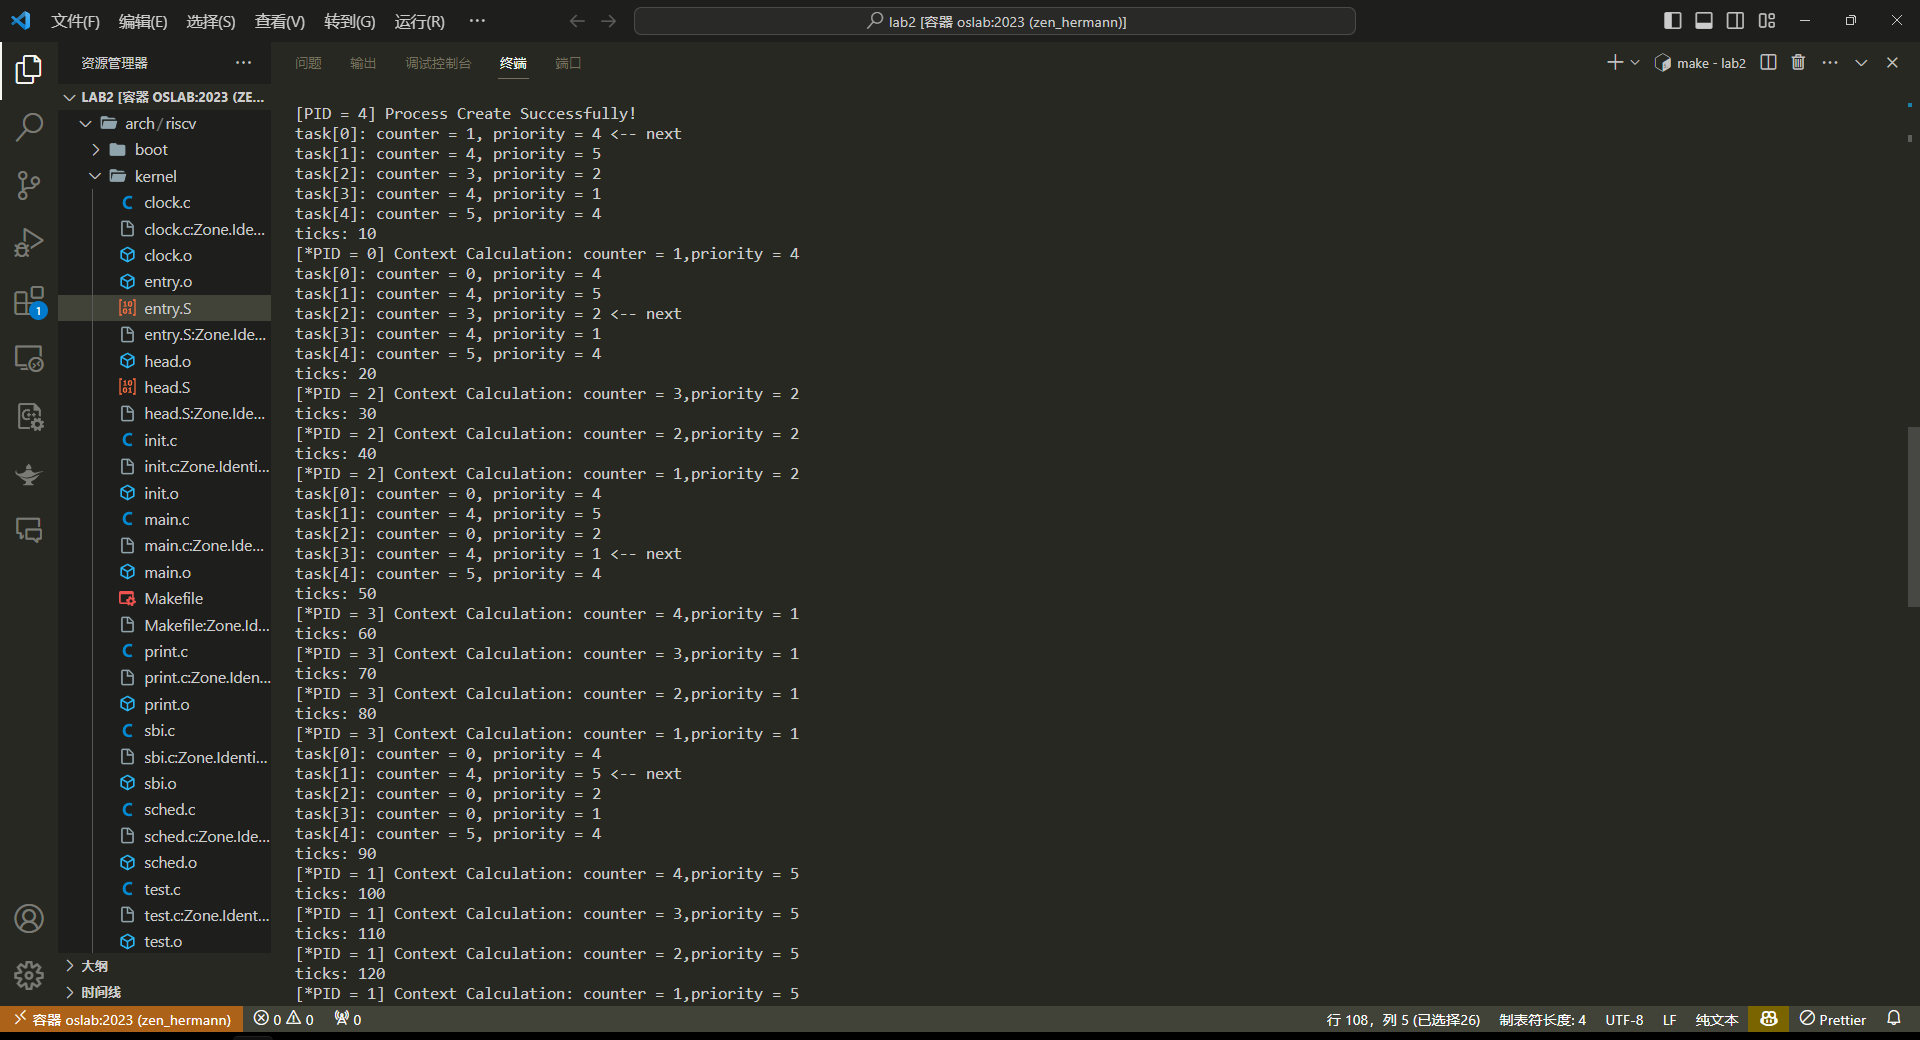 文件(F) 编辑(E) 选择(S) 查看(V) 转到(G) 运行(R) ···
lab2 [容器 oslab:2023 (zen_hermann)]
资源管理器
LAB2 [容器 OSLAB:2023 (ZE...
arch/riscv
boot
kernel
clock.c
clock.c:Zone.Ide...
clock.o
entry.o
entry.S
entry.S:Zone.Ide...
head.o
head.S
head.S:Zone.Ide...
init.c
init.c:Zone.Identi...
init.o
main.c
main.c:Zone.Ide...
main.o
Makefile
Makefile:Zone.Id...
print.c
print.c:Zone.Iden...
print.o
sbi.c
sbi.c:Zone.Identi...
sbi.o
sched.c
sched.c:Zone.Ide...
sched.o
test.c
test.c:Zone.Ident...
test.o
大纲
时间线
1
问题 输出 调试控制台 终端 端口
make - lab2
[PID = 4] Process Create Successfully!
task[0]: counter = 1, priority = 4 <-- next
task[1]: counter = 4, priority = 5
task[2]: counter = 3, priority = 2
task[3]: counter = 4, priority = 1
task[4]: counter = 5, priority = 4
ticks: 10
[*PID = 0] Context Calculation: counter = 1,priority = 4
task[0]: counter = 0, priority = 4
task[1]: counter = 4, priority = 5
task[2]: counter = 3, priority = 2 <-- next
task[3]: counter = 4, priority = 1
task[4]: counter = 5, priority = 4
ticks: 20
[*PID = 2] Context Calculation: counter = 3,priority = 2
ticks: 30
[*PID = 2] Context Calculation: counter = 2,priority = 2
ticks: 40
[*PID = 2] Context Calculation: counter = 1,priority = 2
task[0]: counter = 0, priority = 4
task[1]: counter = 4, priority = 5
task[2]: counter = 0, priority = 2
task[3]: counter = 4, priority = 1 <-- next
task[4]: counter = 5, priority = 4
ticks: 50
[*PID = 3] Context Calculation: counter = 4,priority = 1
ticks: 60
[*PID = 3] Context Calculation: counter = 3,priority = 1
ticks: 70
[*PID = 3] Context Calculation: counter = 2,priority = 1
ticks: 80
[*PID = 3] Context Calculation: counter = 1,priority = 1
task[0]: counter = 0, priority = 4
task[1]: counter = 4, priority = 5 <-- next
task[2]: counter = 0, priority = 2
task[3]: counter = 0, priority = 1
task[4]: counter = 5, priority = 4
ticks: 90
[*PID = 1] Context Calculation: counter = 4,priority = 5
ticks: 100
[*PID = 1] Context Calculation: counter = 3,priority = 5
ticks: 110
[*PID = 1] Context Calculation: counter = 2,priority = 5
ticks: 120
[*PID = 1] Context Calculation: counter = 1,priority = 5
容器 oslab:2023 (zen_hermann) 0 0 0 行 108，列 5 (已选择26) 制表符长度: 4 UTF-8 LF 纯文本 Prettier